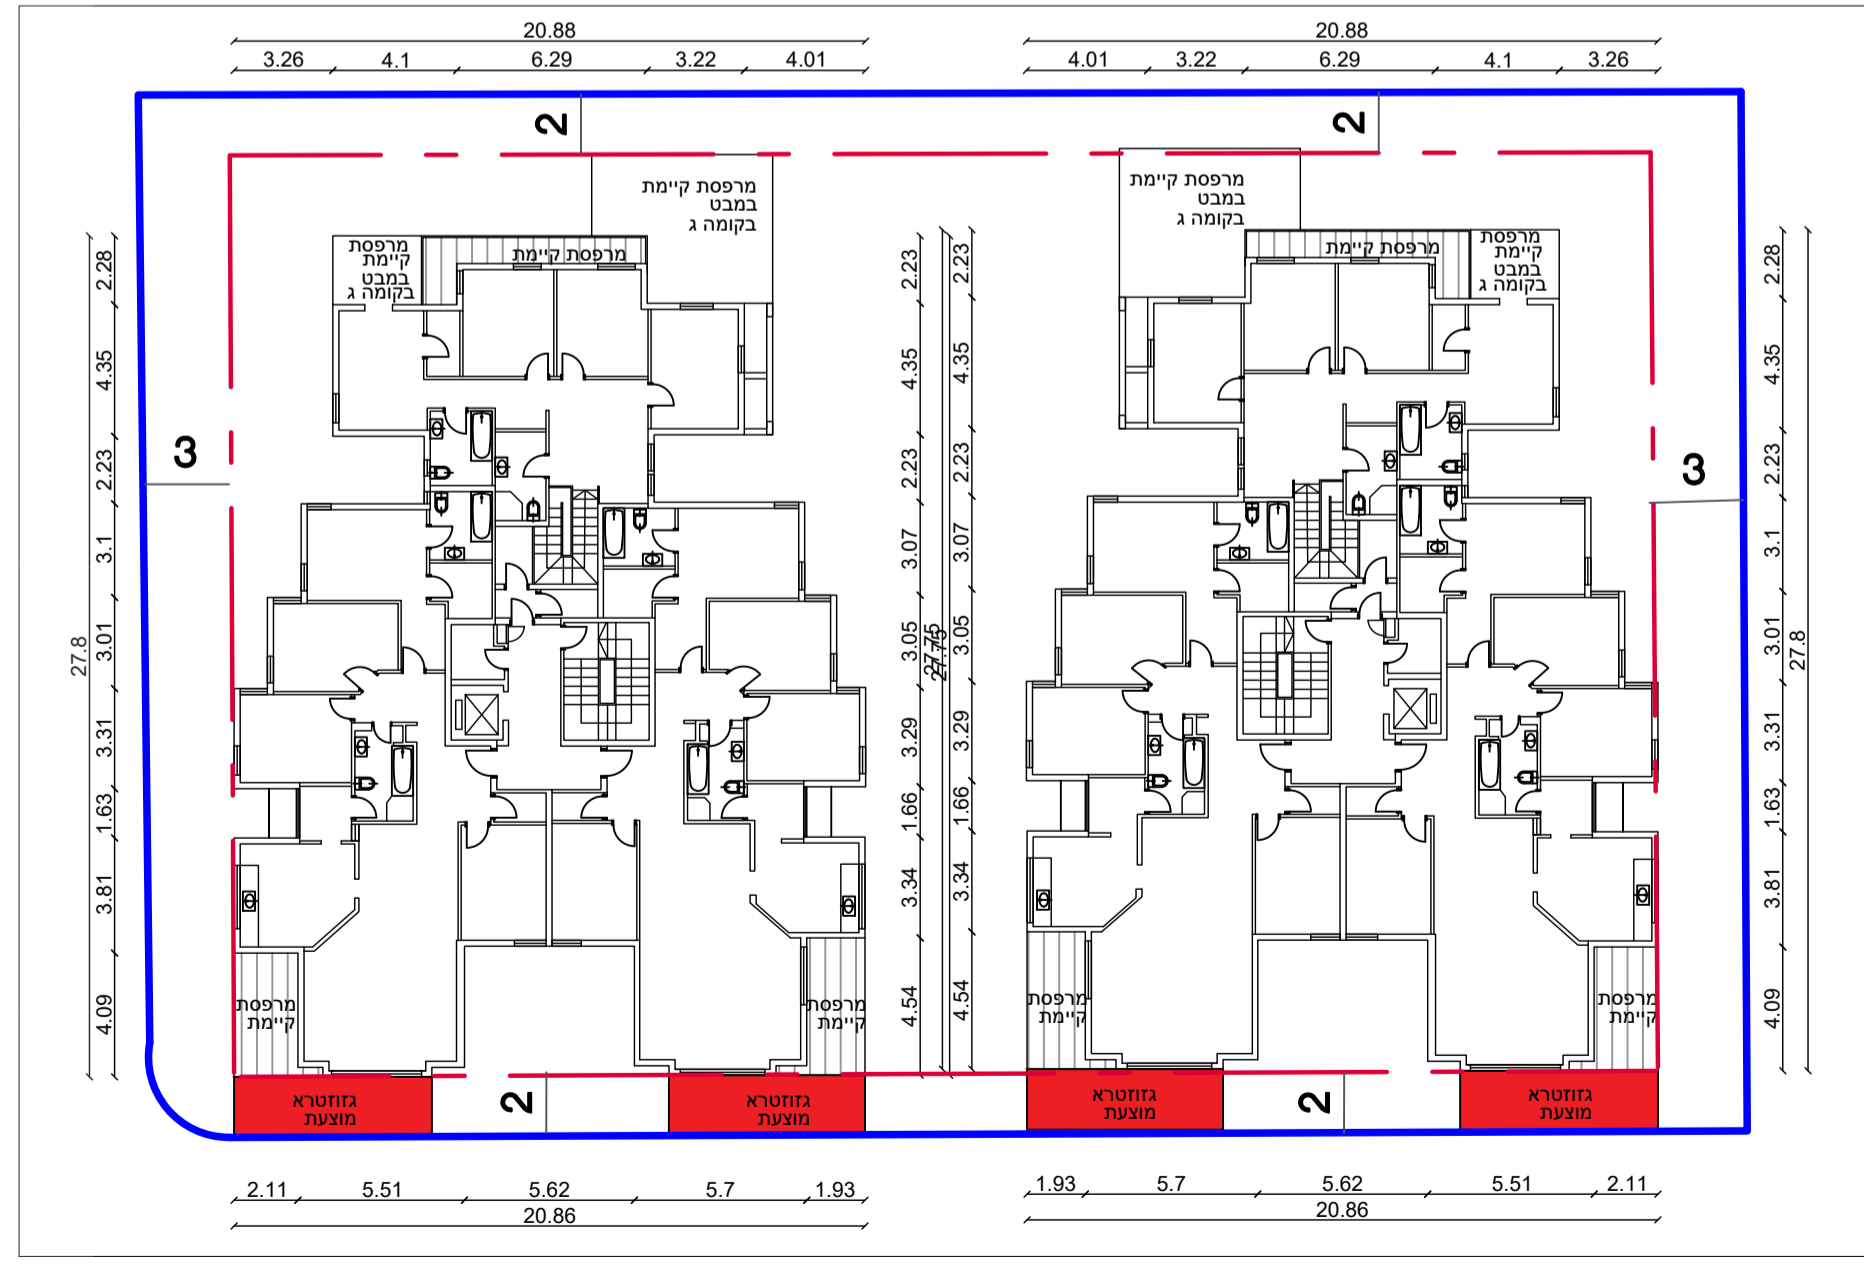 20.88
20.88
3.26 4.1 6.29 3.22 4.01
4.01 3.22 6.29 4.1 3.26
2
2
מרפסת קיימת
במבט
בקומה ג
מרפסת קיימת
במבט
בקומה ג
מרפסת
קיימת
במבט
בקומה ג
מרפסת קיימת
מרפסת קיימת
מרפסת
קיימת
במבט
בקומה ג
3
3
27.8
2.28
4.35
2.23
3.1
3.01
3.31
1.63
3.81
4.09
2.23
4.35
2.23
3.07
3.05
3.29
1.66
3.34
4.54
27.75
27.75
2.23
4.35
2.23
3.07
3.05
3.29
1.66
3.34
4.54
2.28
4.35
2.23
3.1
3.01
3.31
1.63
3.81
4.09
27.8
מרפסת
קיימת
מרפסת
קיימת
מרפסת
קיימת
מרפסת
קיימת
גזוזטרא
מוצעת
2
גזוזטרא
מוצעת
גזוזטרא
מוצעת
2
גזוזטרא
מוצעת
2.11 5.51 5.62 5.7 1.93
1.93 5.7 5.62 5.51 2.11
20.86
20.86